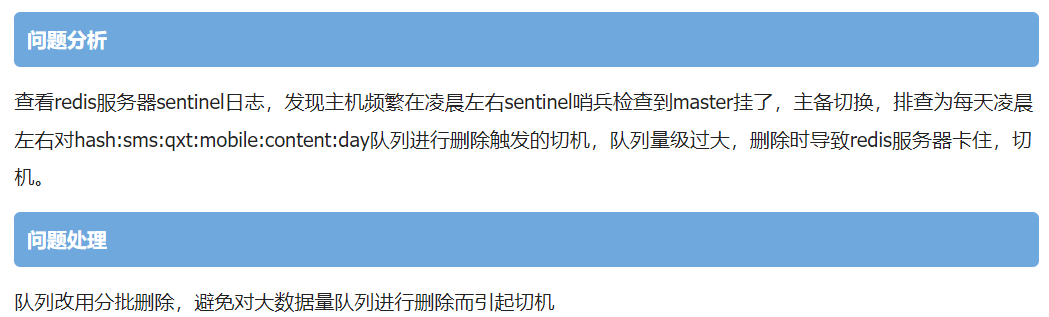 问题分析
查看redis服务器sentinel日志，发现主机频繁在凌晨左右sentinel哨兵检查到master挂了，主备切换，排查为每天凌晨
左右对hash:sms:qxt:mobile:content:day队列进行删除触发的切机，队列量级过大，删除时导致redis服务器卡住，切
机。
问题处理
队列改用分批删除，避免对大数据量队列进行删除而引起切机